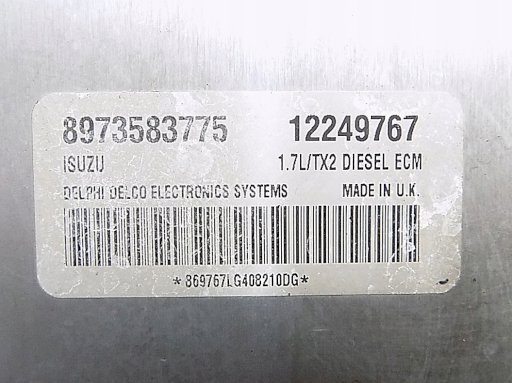 8973583775 12249767
ISUZU 1.7L/TX2 DIESEL ECM
DELPHI DELCO ELECTRONICS SYSTEMS MADE IN U.K.
*869767LG408210DG*